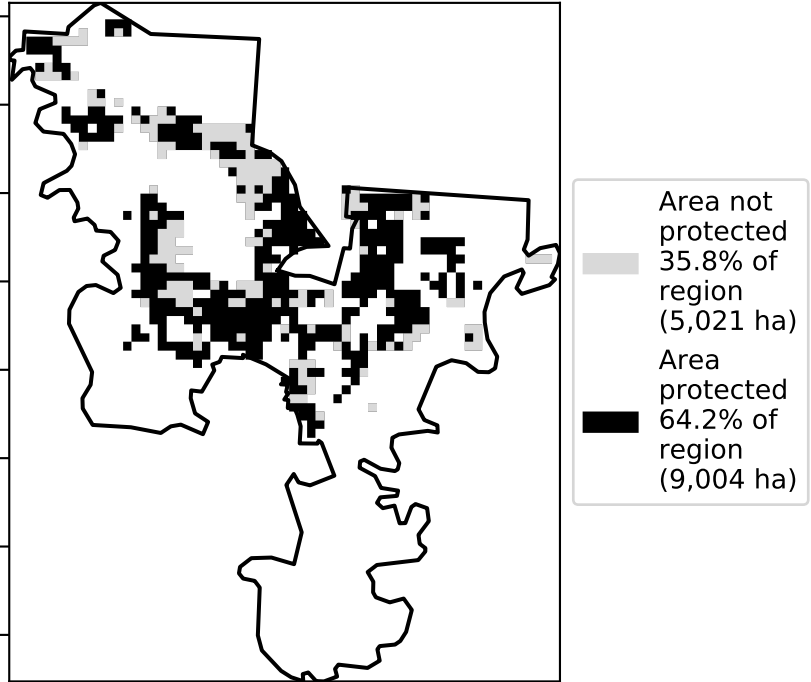 Area not
protected
35.8% of
region
(5,021 ha)
Area
protected
64.2% of
region
(9,004 ha)